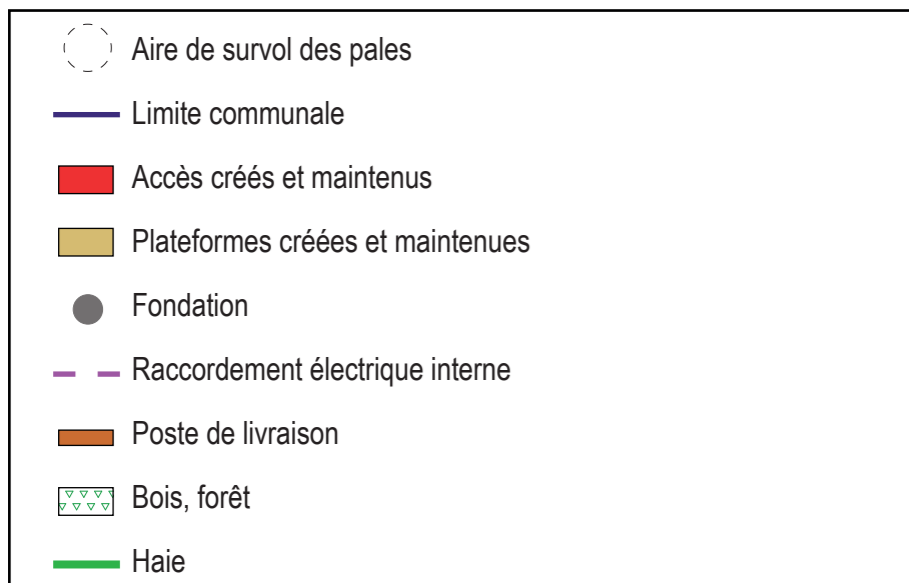 Aire de survol des pales
Limite communale
Accès créés et maintenus
Plateformes créées et maintenues
Fondation
Raccordement électrique interne
Poste de livraison
Bois, forêt
Haie